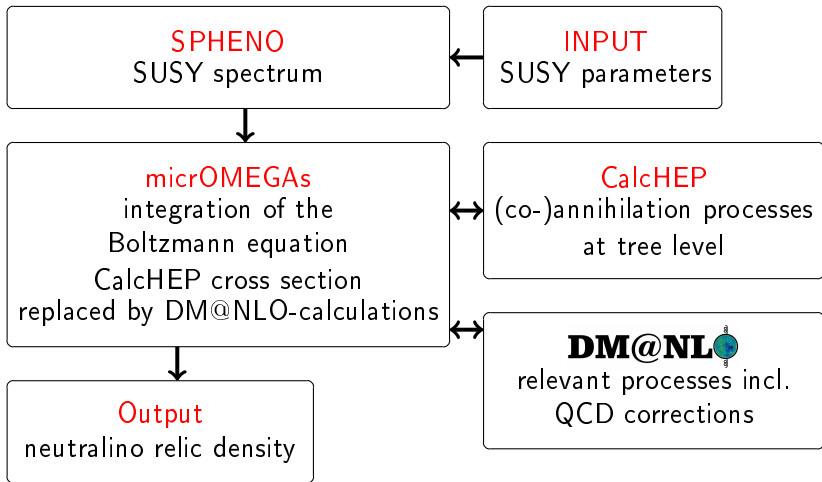 SPHENO
SUSY spectrum
INPUT
SUSY parameters
micrOMEGAs
integration of the
Boltzmann equation
CalcHEP cross section
replaced by DM@NLO-calculations
CalcHEP
(co-)annihilation processes
at tree level
DM@NLO
relevant processes incl.
QCD corrections
Output
neutralino relic density